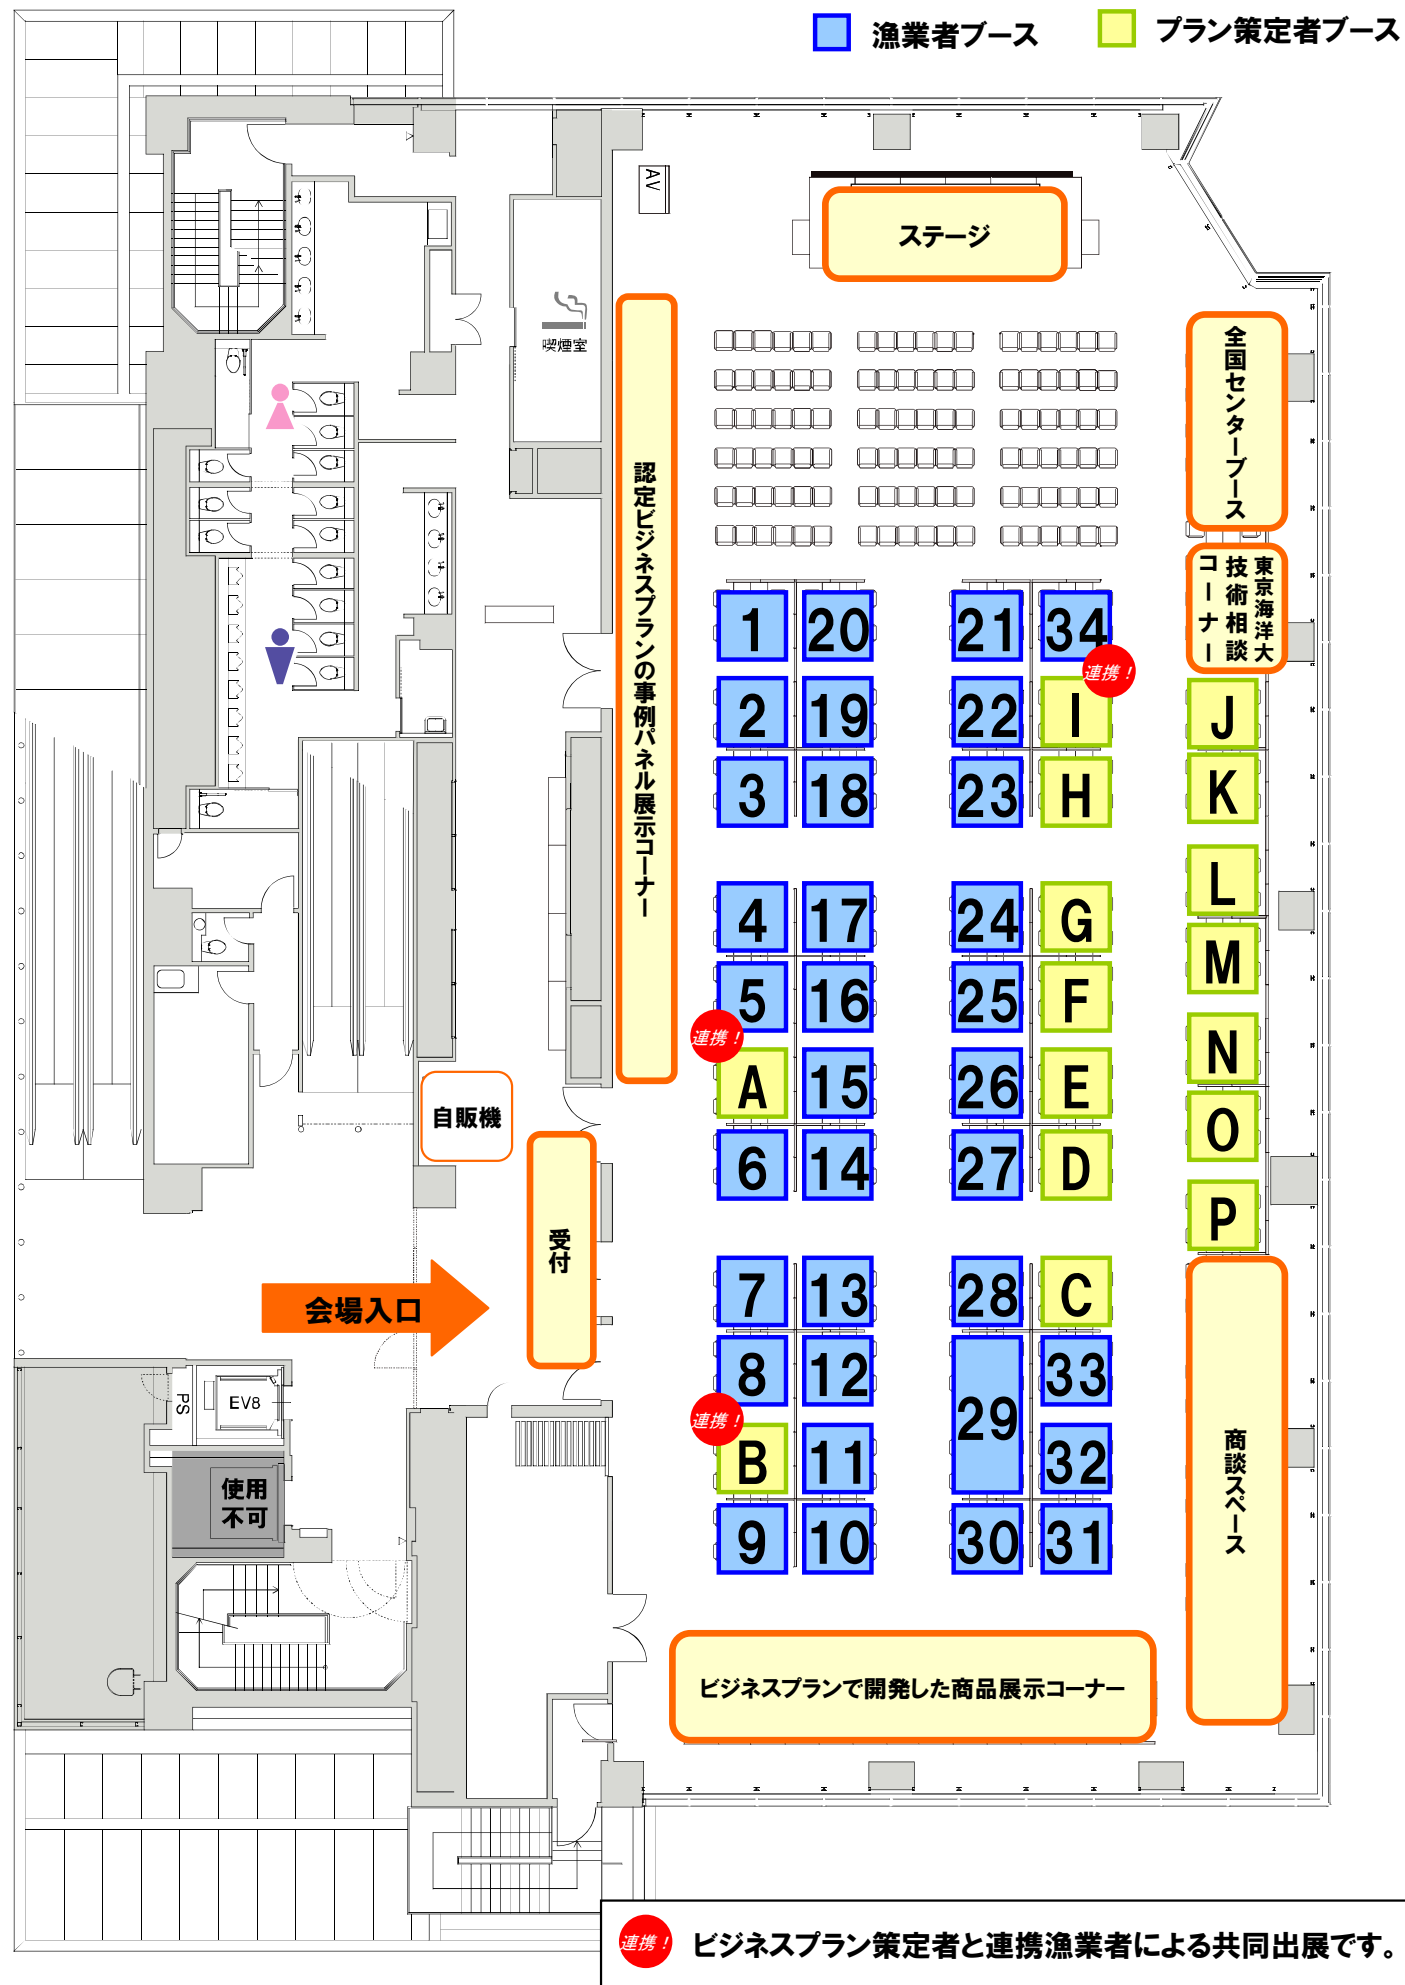 漁業者ブース
プラン策定者ブース
AV
ステージ
喫煙室
認定ビジネスプランの事例パネル展示コーナー
全国センターブース
東京海洋大
技術相談
コーナー
1 20 21 34
連携！
2 19 22 I
3 18 23 H
J
K
L
M
N
O
P
4 17 24 G
5 16 25 F
連携！
A 15 26 E
6 14 27 D
自販機
受付
会場入口
7 13 28 C
8 12 29 33
連携！
B 11 32
9 10 30 31
PS
EV8
使用
不可
商談スペース
ビジネスプランで開発した商品展示コーナー
連携！
ビジネスプラン策定者と連携漁業者による共同出展です。